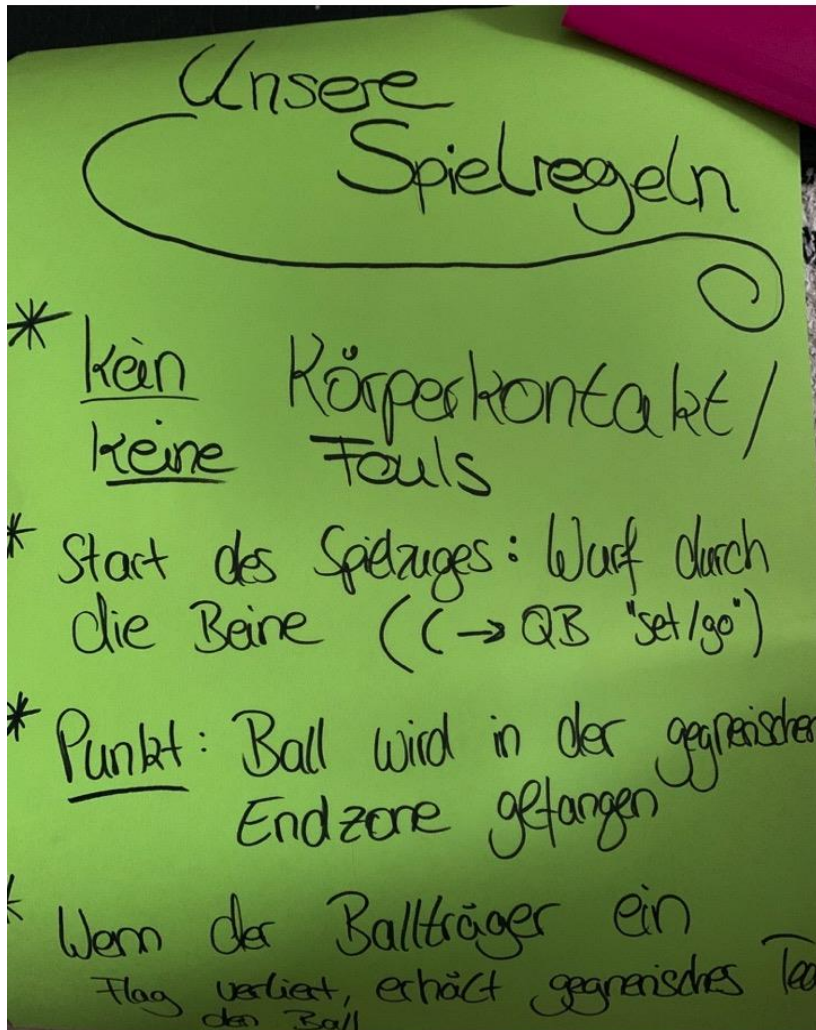 Unsere
Spielregeln
* kein Körperkontakt/
keine Fouls
* Start des Spielzuges: Wurf durch
die Beine ((→ QB "set/go")
* Punkt: Ball wird in der gegnerischen
Endzone gefangen
* Wenn der Ballträger ein
Flag verliert, erhält gegnerisches Tea
den Ball